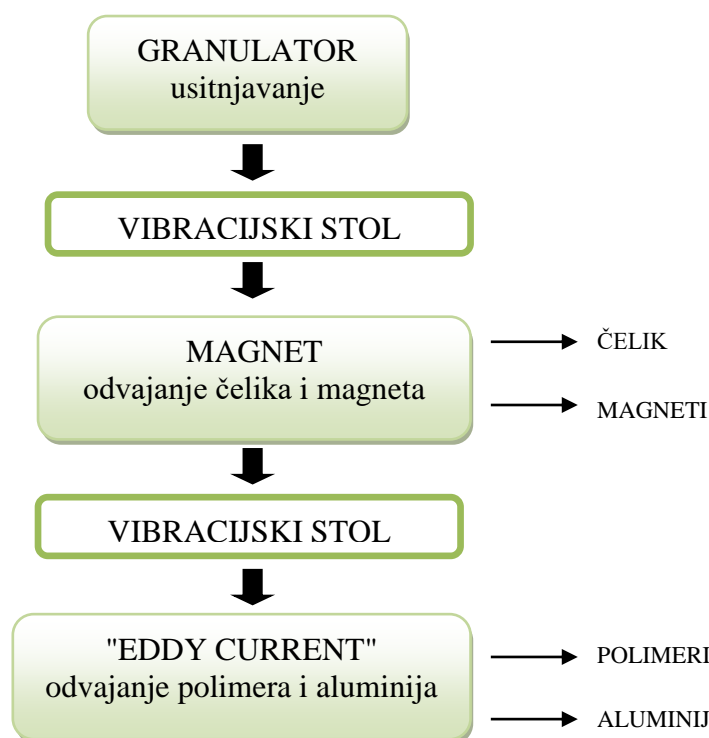 GRANULATOR
usitnjavanje
VIBRACIJSKI STOL
MAGNET
odvajanje čelika i magneta
ČELIK
MAGNETI
VIBRACIJSKI STOL
"EDDY CURRENT"
odvajanje polimera i aluminija
POLIMERI
ALUMINIJ